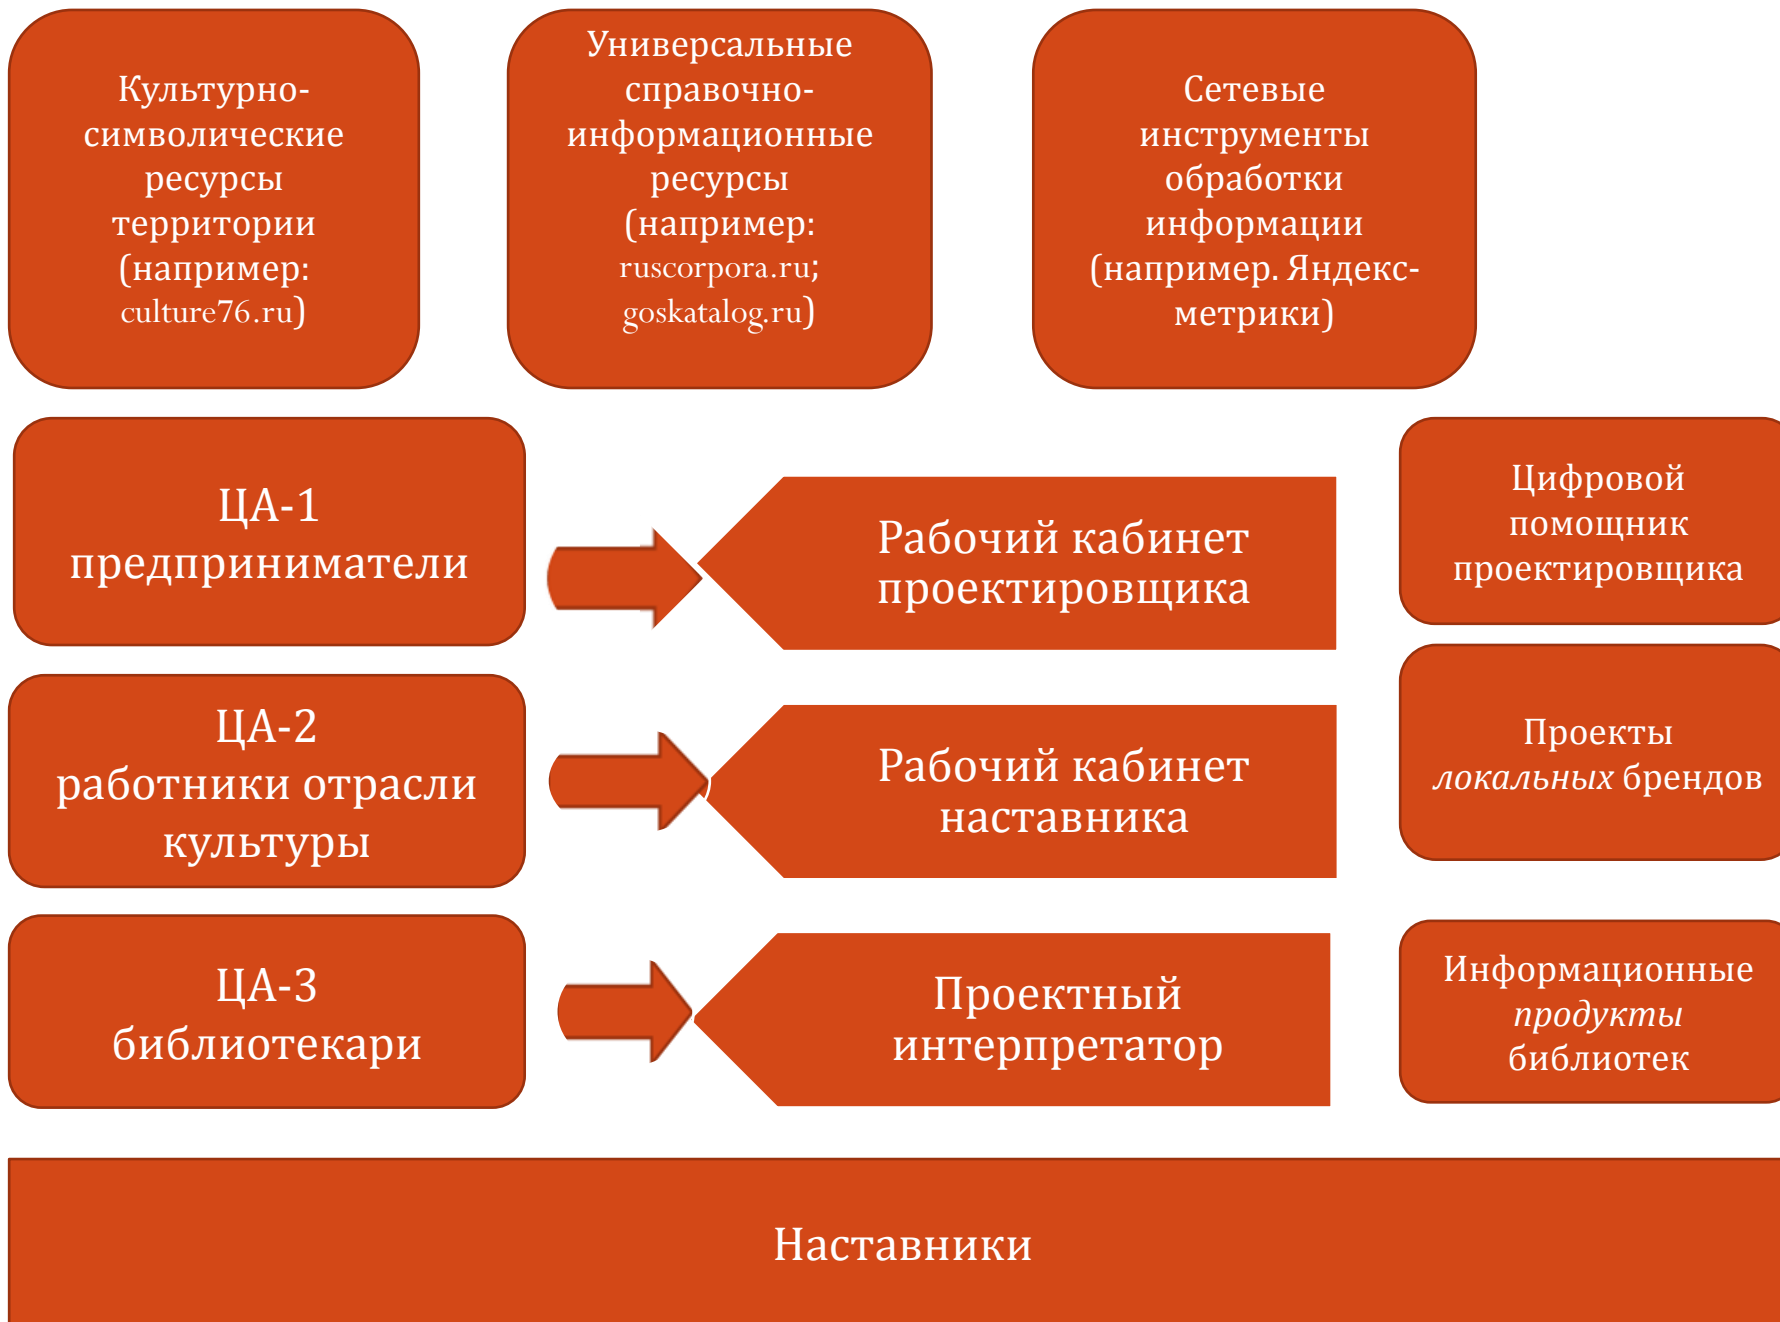 Культурно-
символические
ресурсы
территории
(например:
culture76.ru)
Универсальные
справочно-
информационные
ресурсы
(например:
ruscorpora.ru;
goskatalog.ru)
Сетевые
инструменты
обработки
информации
(например. Яндекс-
метрики)
ЦА-1
предприниматели
Рабочий кабинет
проектировщика
Цифровой
помощник
проектировщика
ЦА-2
работники отрасли
культуры
Рабочий кабинет
наставника
Проекты
локальных брендов
ЦА-3
библиотекари
Проектный
интерпретатор
Информационные
продукты
библиотек
Наставники